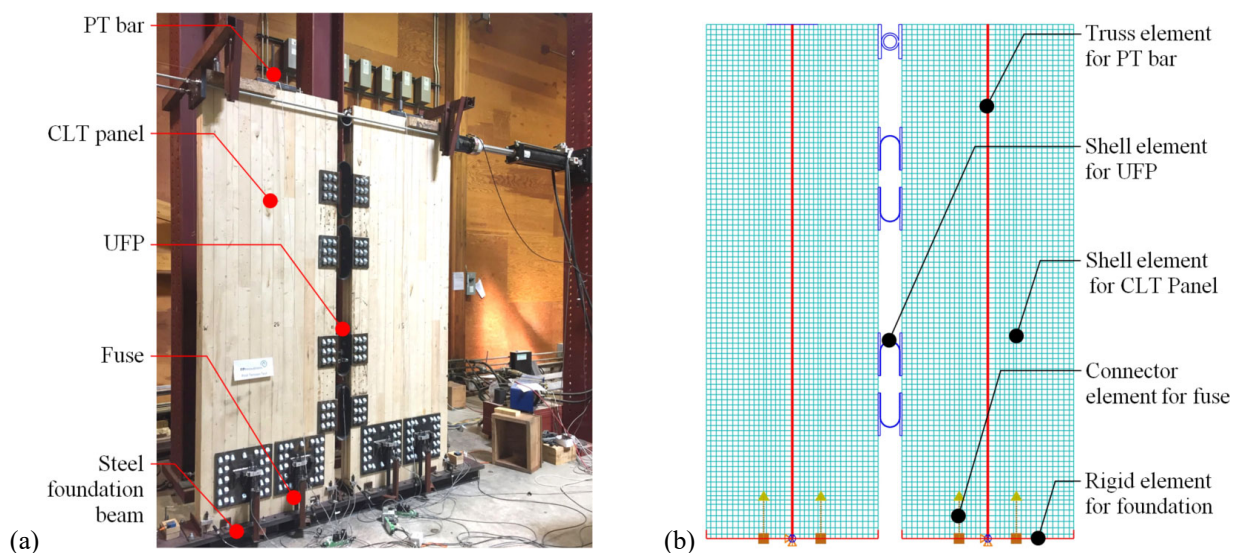 PT bar
CLT panel
UFP
Fuse
Steel
foundation
beam
(a)
Truss element
for PT bar
Shell element
for UFP
Shell element
for CLT Panel
Connector
element for fuse
Rigid element
for foundation
(b)